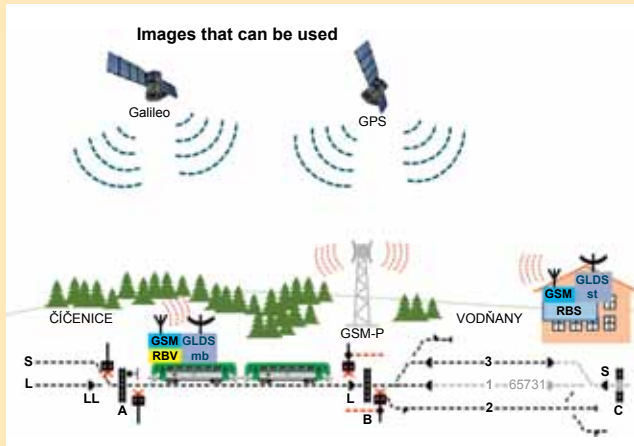 Images that can be used
Galileo
GPS
ČÍČENICE
GSM GLDS
RBV mb
GSM-P
VODŇANY
GSM GLDS
st
RBS
S
L
LL
A
L
B
3
1 65731
2
S
C